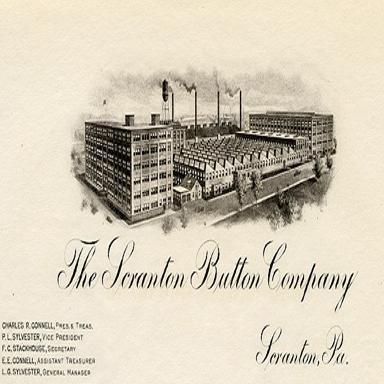 The Scranton Button Company
Scranton, Pa.
CHARLES R. CONNELL, PRES. & TREAS.
P. L. SYLVESTER, VICE PRESIDENT
F. C. STACKHOUSE, SECRETARY
E. E. CONNELL, ASSISTANT TREASURER
L. G. SYLVESTER, GENERAL MANAGER